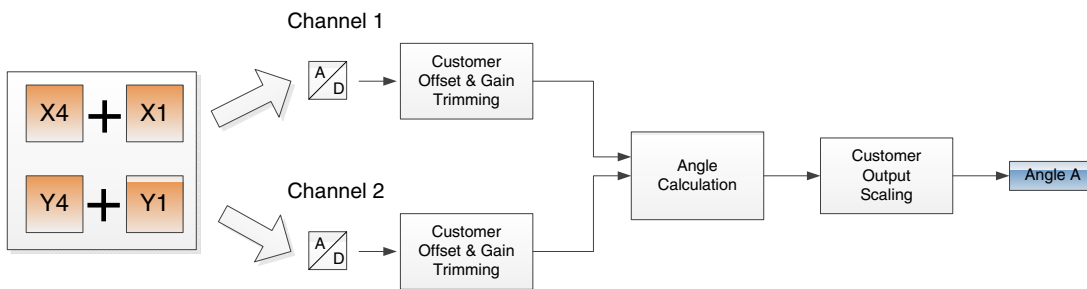 Channel 1
A
D
Customer
Offset & Gain
Trimming
X4 + X1
Y4 + Y1
Channel 2
A
D
Customer
Offset & Gain
Trimming
Angle
Calculation
Customer
Output
Scaling
Angle A